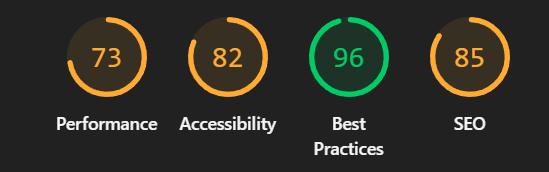 73 82 96 85
Performance Accessibility Best SEO
Practices